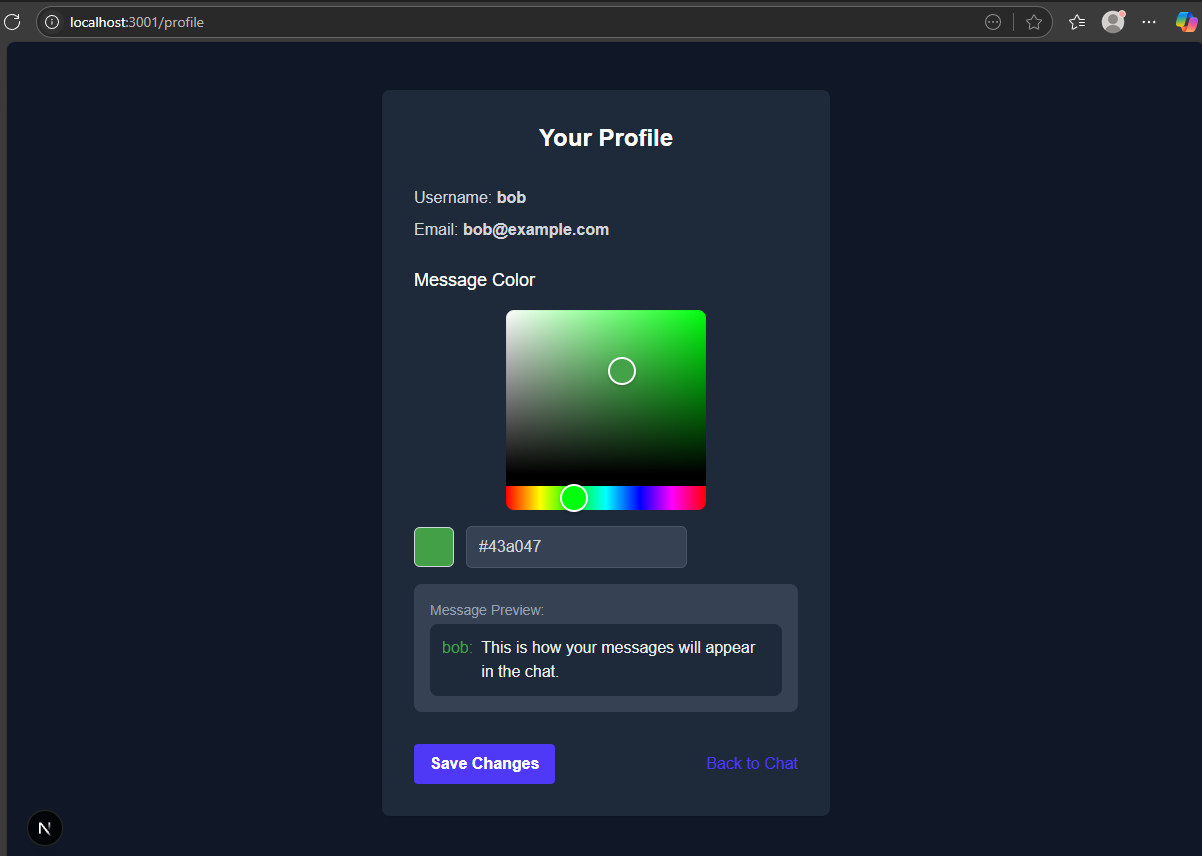 localhost:3001/profile
Your Profile
Username: bob
Email: bob@example.com
Message Color
#43a047
Message Preview:
bob: This is how your messages will appear
in the chat.
Save Changes
Back to Chat
N